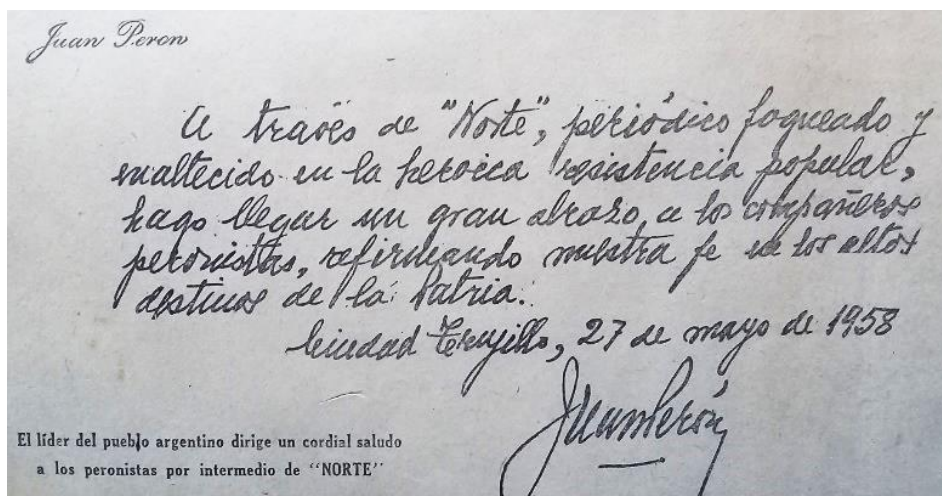 Juan Peron
A través de "Norte", periódico fogueado y
enaltecido en la heroica resistencia popular,
hago llegar un gran abrazo, a los compañeros
peronistas, refirmando nuestra fe en los altos
destinos de la Patria.
Ciudad Trujillo, 27 de mayo de 1958
Juan Perón
El líder del pueblo argentino dirige un cordial saludo
a los peronistas por intermedio de "NORTE"